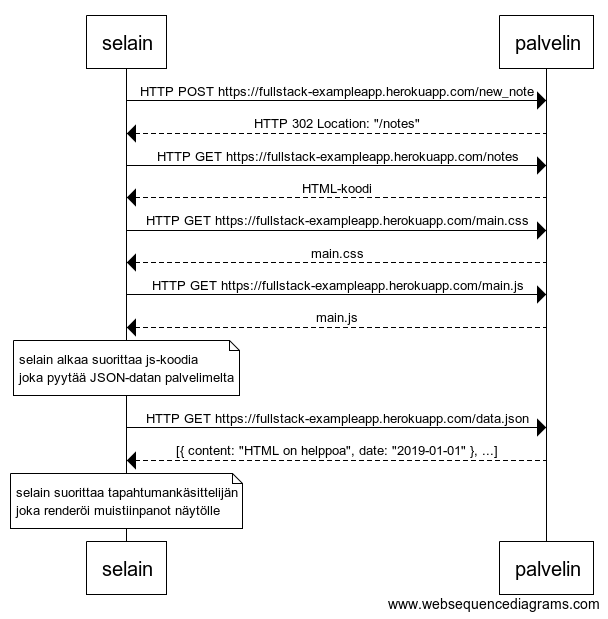 selain palvelin
HTTP POST https://fullstack-exampleapp.herokuapp.com/new_note
HTTP 302 Location: "/notes"
HTTP GET https://fullstack-exampleapp.herokuapp.com/notes
HTML-koodi
HTTP GET https://fullstack-exampleapp.herokuapp.com/main.css
main.css
HTTP GET https://fullstack-exampleapp.herokuapp.com/main.js
main.js
selain alkaa suorittaa js-koodia
joka pyytää JSON-datan palvelimelta
HTTP GET https://fullstack-exampleapp.herokuapp.com/data.json
[{ content: "HTML on helppoa", date: "2019-01-01" }, ...]
selain suorittaa tapahtumankäsittelijän
joka renderöi muistiinpanot näytölle
selain palvelin
www.websequencediagrams.com